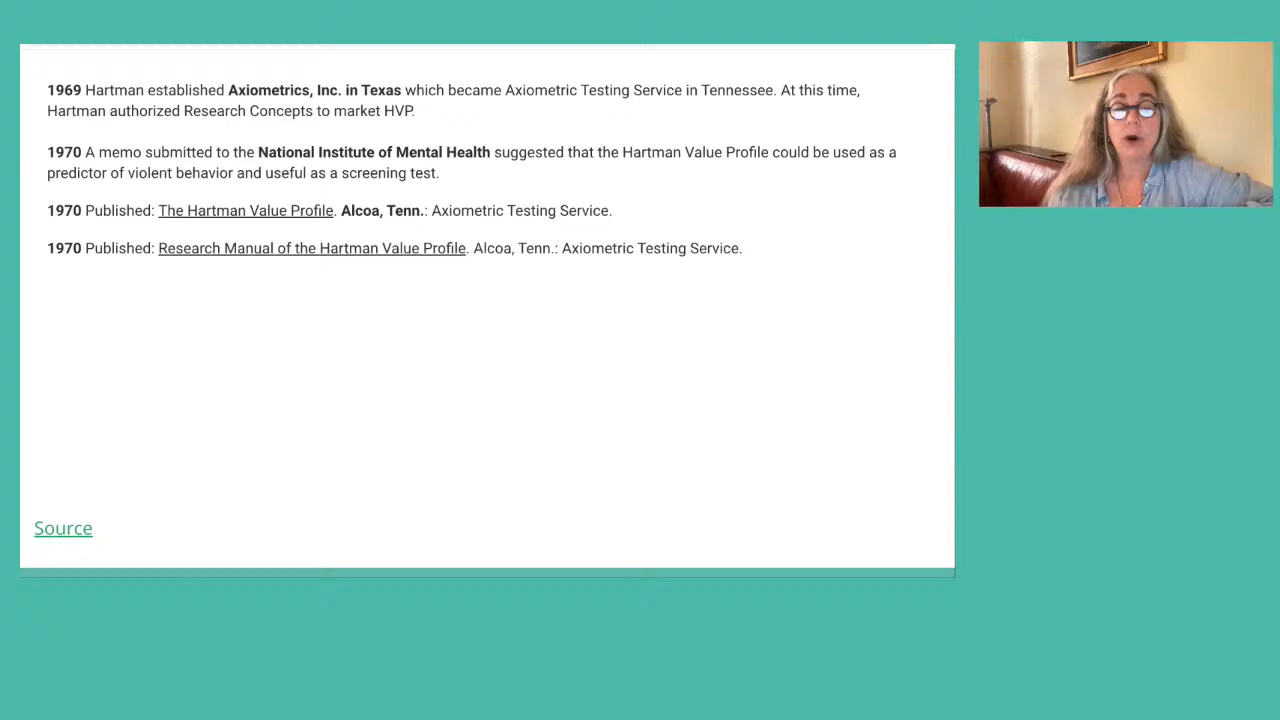 1969 Hartman established Axiometrics, Inc. in Texas which became Axiometric Testing Service in Tennessee. At this time,
Hartman authorized Research Concepts to market HVP.
1970 A memo submitted to the National Institute of Mental Health suggested that the Hartman Value Profile could be used as a
predictor of violent behavior and useful as a screening test.
1970 Published: The Hartman Value Profile. Alcoa, Tenn.: Axiometric Testing Service.
1970 Published: Research Manual of the Hartman Value Profile. Alcoa, Tenn.: Axiometric Testing Service.
Source